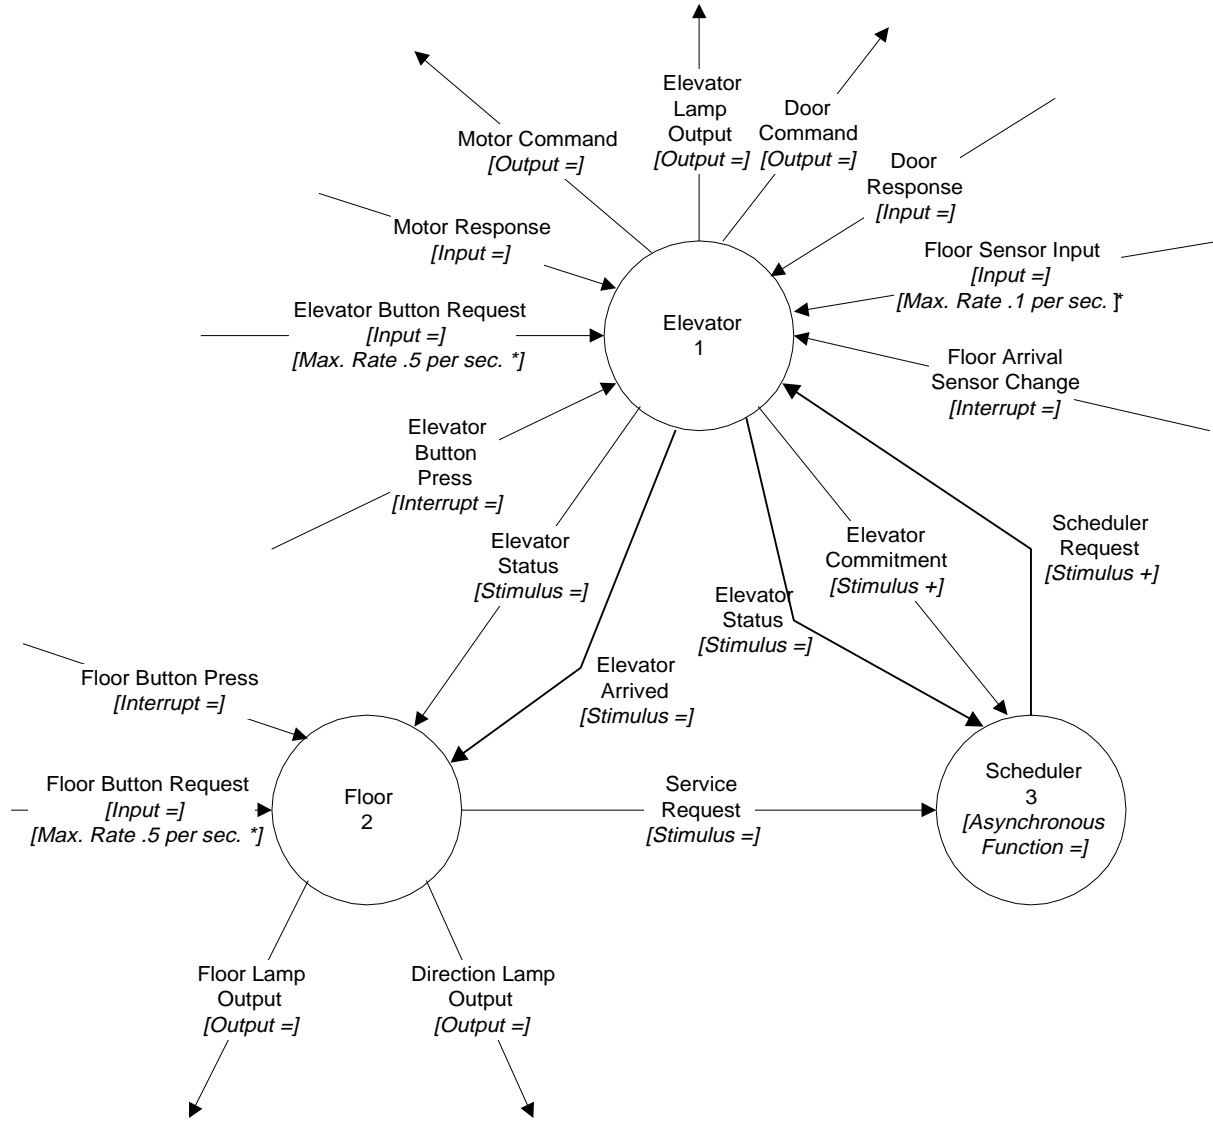 Elevator
Lamp
Output
[Output =]
Door
Command
[Output =]
Motor Command
[Output =]
Door
Response
[Input =]
Motor Response
[Input =]
Floor Sensor Input
[Input =]
[Max. Rate .1 per sec. ]*
Elevator Button Request
[Input =]
[Max. Rate .5 per sec. *]
Elevator
1
Floor Arrival
Sensor Change
[Interrupt =]
Elevator
Button
Press
[Interrupt =]
Elevator
Status
[Stimulus =]
Elevator
Commitment
[Stimulus +]
Scheduler
Request
[Stimulus +]
Elevator
Status
[Stimulus =]
Elevator
Arrived
[Stimulus =]
Floor Button Press
[Interrupt =]
Floor Button Request
[Input =]
[Max. Rate .5 per sec. *]
Floor
2
Service
Request
[Stimulus =]
Scheduler
3
[Asynchronous
Function =]
Floor Lamp
Output
[Output =]
Direction Lamp
Output
[Output =]